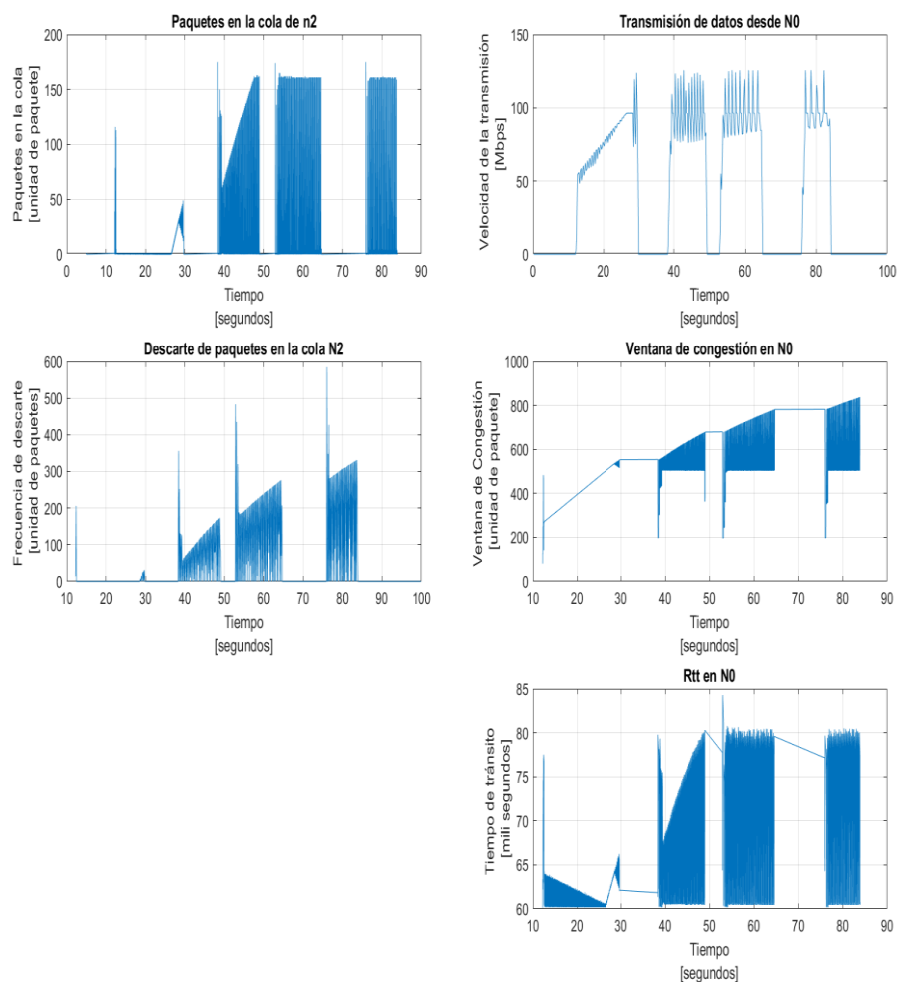 Paquetes en la cola de n2
Paquetes en la cola
[unidad de paquete]
200
150
100
50
0
0 10 20 30 40 50 60 70 80 90
Tiempo
[segundos]
Transmisión de datos desde N0
Velocidad de la transmisión
[Mbps]
150
100
50
0
0 20 40 60 80 100
Tiempo
[segundos]
Descarte de paquetes en la cola N2
Frecuencia de descarte
[unidad de paquetes]
600
500
400
300
200
100
0
10 20 30 40 50 60 70 80 90 100
Tiempo
[segundos]
Ventana de congestión en N0
Ventana de Congestión
[unidad de paquete]
1000
800
600
400
200
0
10 20 30 40 50 60 70 80 90
Tiempo
[segundos]
Rtt en N0
Tiempo de tránsito
[mili segundos]
85
80
75
70
65
60
10 20 30 40 50 60 70 80 90
Tiempo
[segundos]